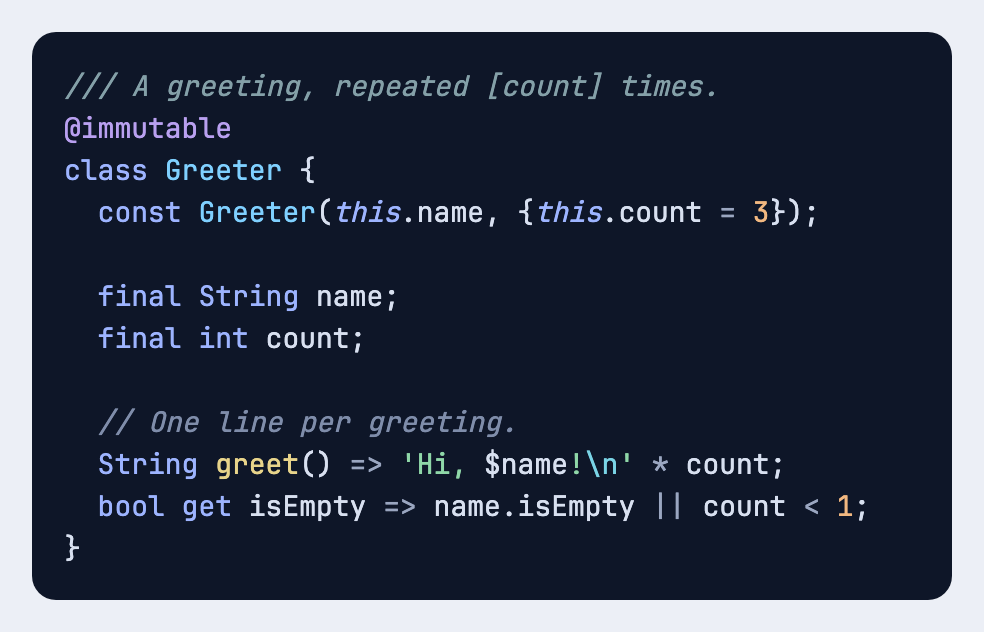 /// A greeting, repeated [count] times.
@immutable
class Greeter {
  const Greeter(this.name, {this.count = 3});

  final String name;
  final int count;

  // One line per greeting.
  String greet() => 'Hi, $name!\n' * count;
  bool get isEmpty => name.isEmpty || count < 1;
}